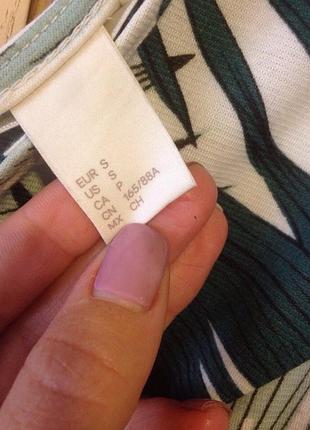 EUR S
US S
CA P
CN 165/88A
MX CH